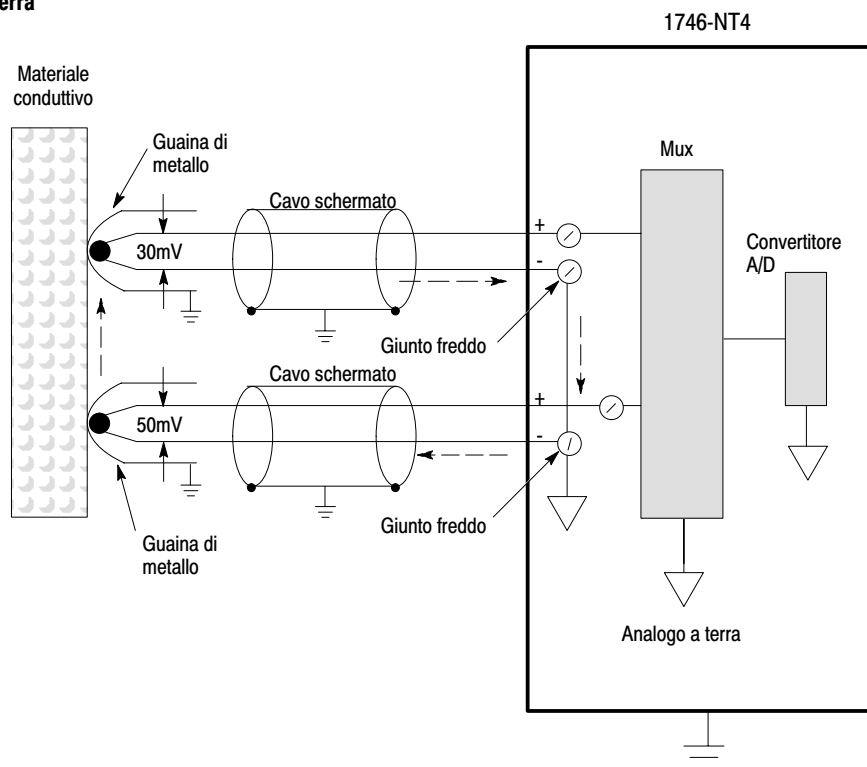 terra
1746-NT4
Materiale
conduttivo
Guaina di
metallo
Cavo schermato
Mux
Convertitore
A/D
+
30mV
-
Giunto freddo
Cavo schermato
+
50mV
-
Giunto freddo
Guaina di
metallo
Analogo a terra